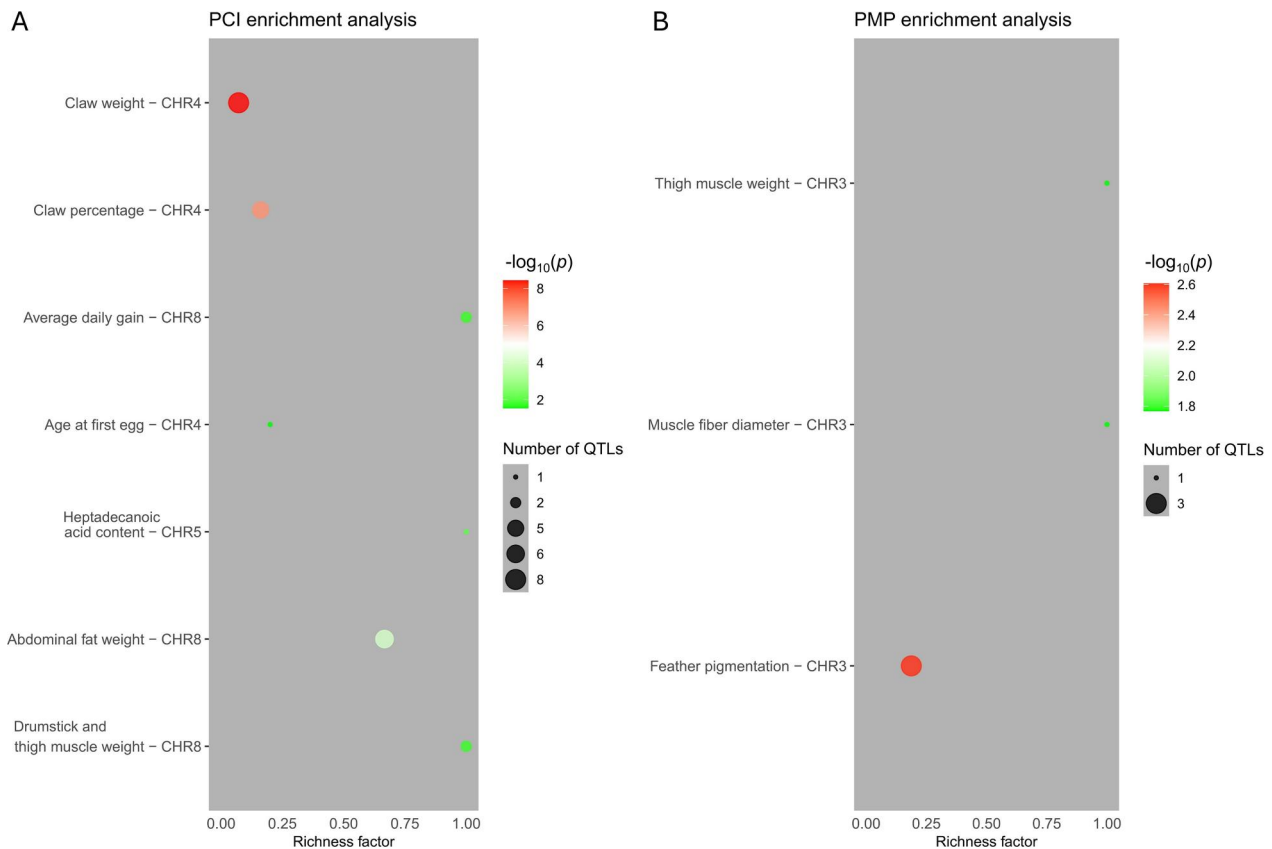 A
PCI enrichment analysis
Claw weight − CHR4
Claw percentage − CHR4
Average daily gain − CHR8
Age at first egg − CHR4
Heptadecanoic
acid content − CHR5
Abdominal fat weight − CHR8
Drumstick and
thigh muscle weight − CHR8
0.00 0.25 0.50 0.75 1.00
Richness factor
-log10(p)
8
6
4
2
Number of QTLs
1
2
5
6
8
B
PMP enrichment analysis
Thigh muscle weight − CHR3
Muscle fiber diameter − CHR3
Feather pigmentation − CHR3
0.00 0.25 0.50 0.75 1.00
Richness factor
-log10(p)
2.6
2.4
2.2
2.0
1.8
Number of QTLs
1
3